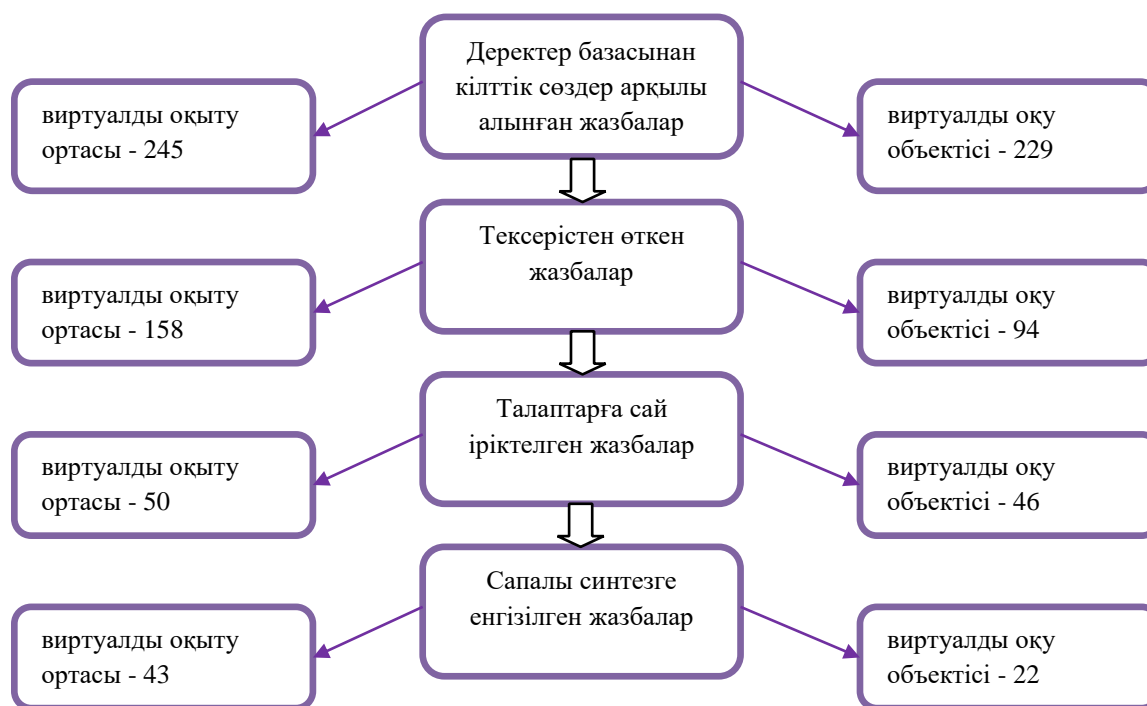 Деректер базасынан
кілттік сөздер арқылы
алынған жазбалар
виртуалды оқыту
ортасы - 245
виртуалды оқу
объектісі - 229
Тексерістен өткен
жазбалар
виртуалды оқыту
ортасы - 158
виртуалды оқу
объектісі - 94
Талаптарға сай
іріктелген жазбалар
виртуалды оқыту
ортасы - 50
виртуалды оқу
объектісі - 46
Сапалы синтезге
енгізілген жазбалар
виртуалды оқыту
ортасы - 43
виртуалды оқу
объектісі - 22